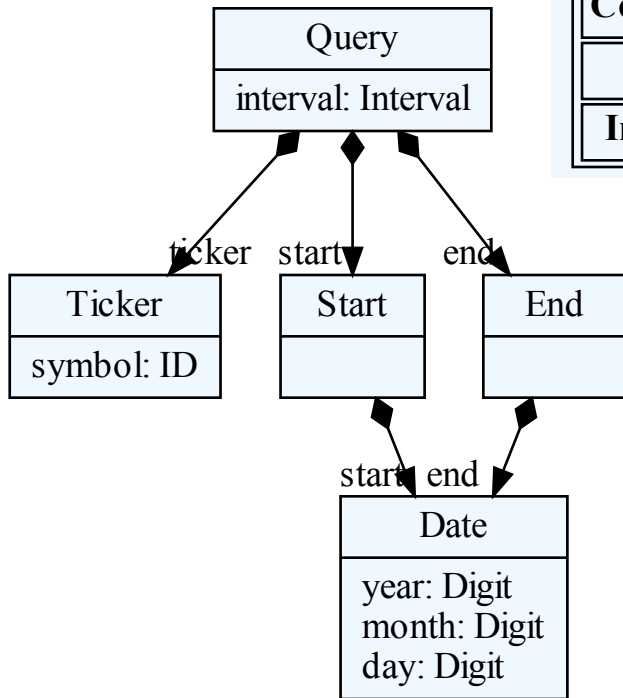 Query
interval: Interval
ticker
start
end
Ticker
symbol: ID
Start
End
start
end
Date
year: Digit
month: Digit
day: Digit